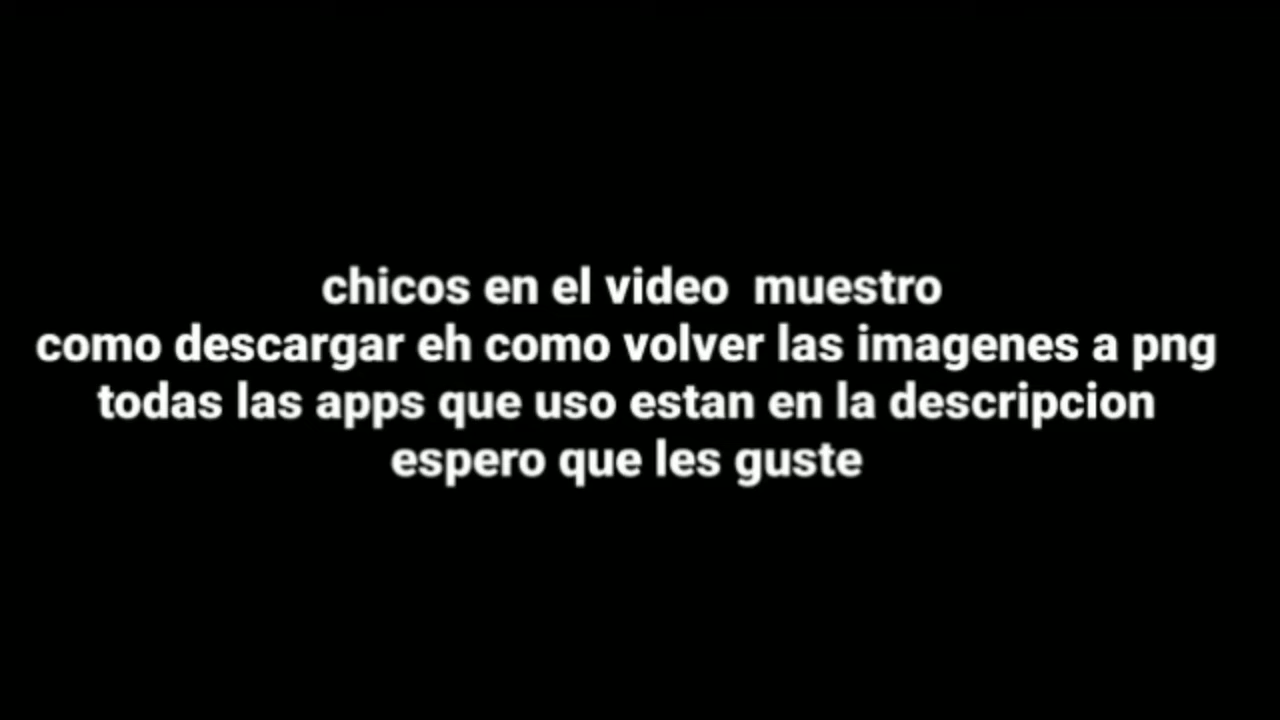 chicos en el video  muestro
como descargar eh como volver las imagenes a png
todas las apps que uso estan en la descripcion
espero que les guste